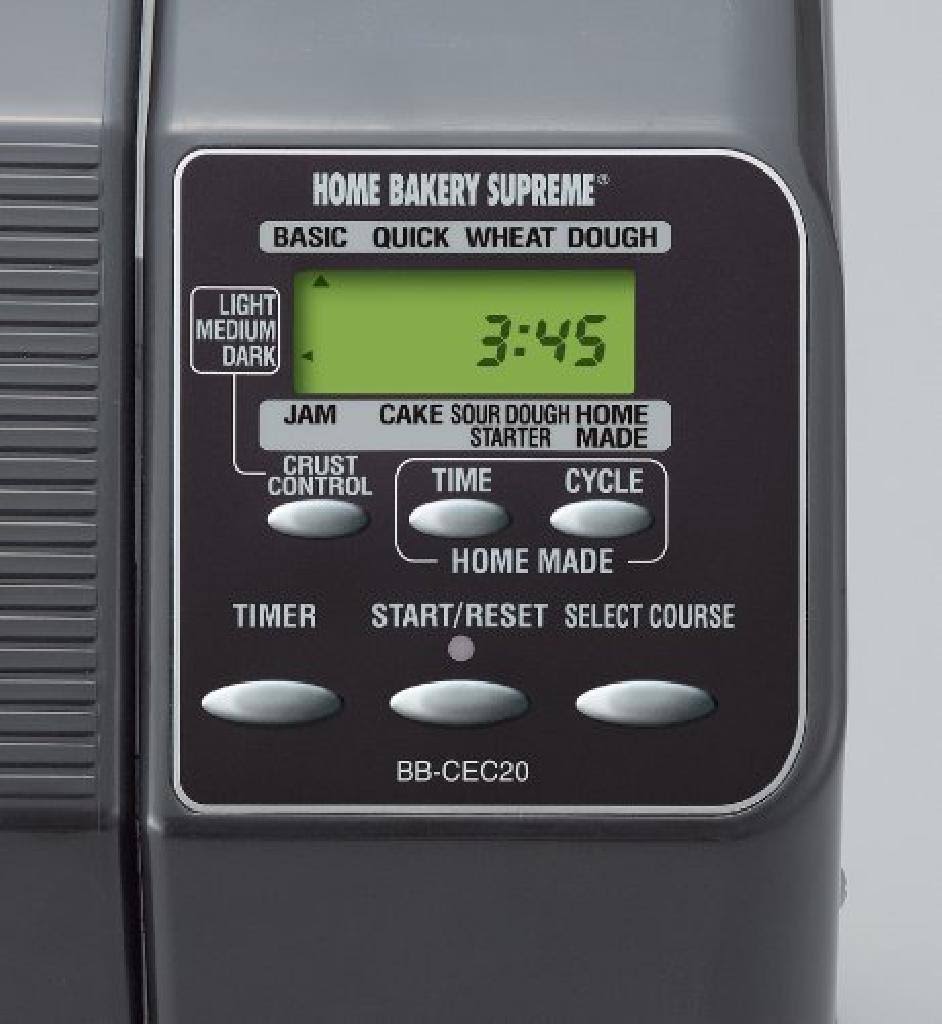 HOME BAKERY SUPREME®
BASIC QUICK WHEAT DOUGH
LIGHT
MEDIUM
DARK
3:45
JAM CAKE SOUR DOUGH STARTER HOME MADE
CRUST CONTROL
TIME CYCLE
HOME MADE
TIMER START/RESET SELECT COURSE
BB-CEC20